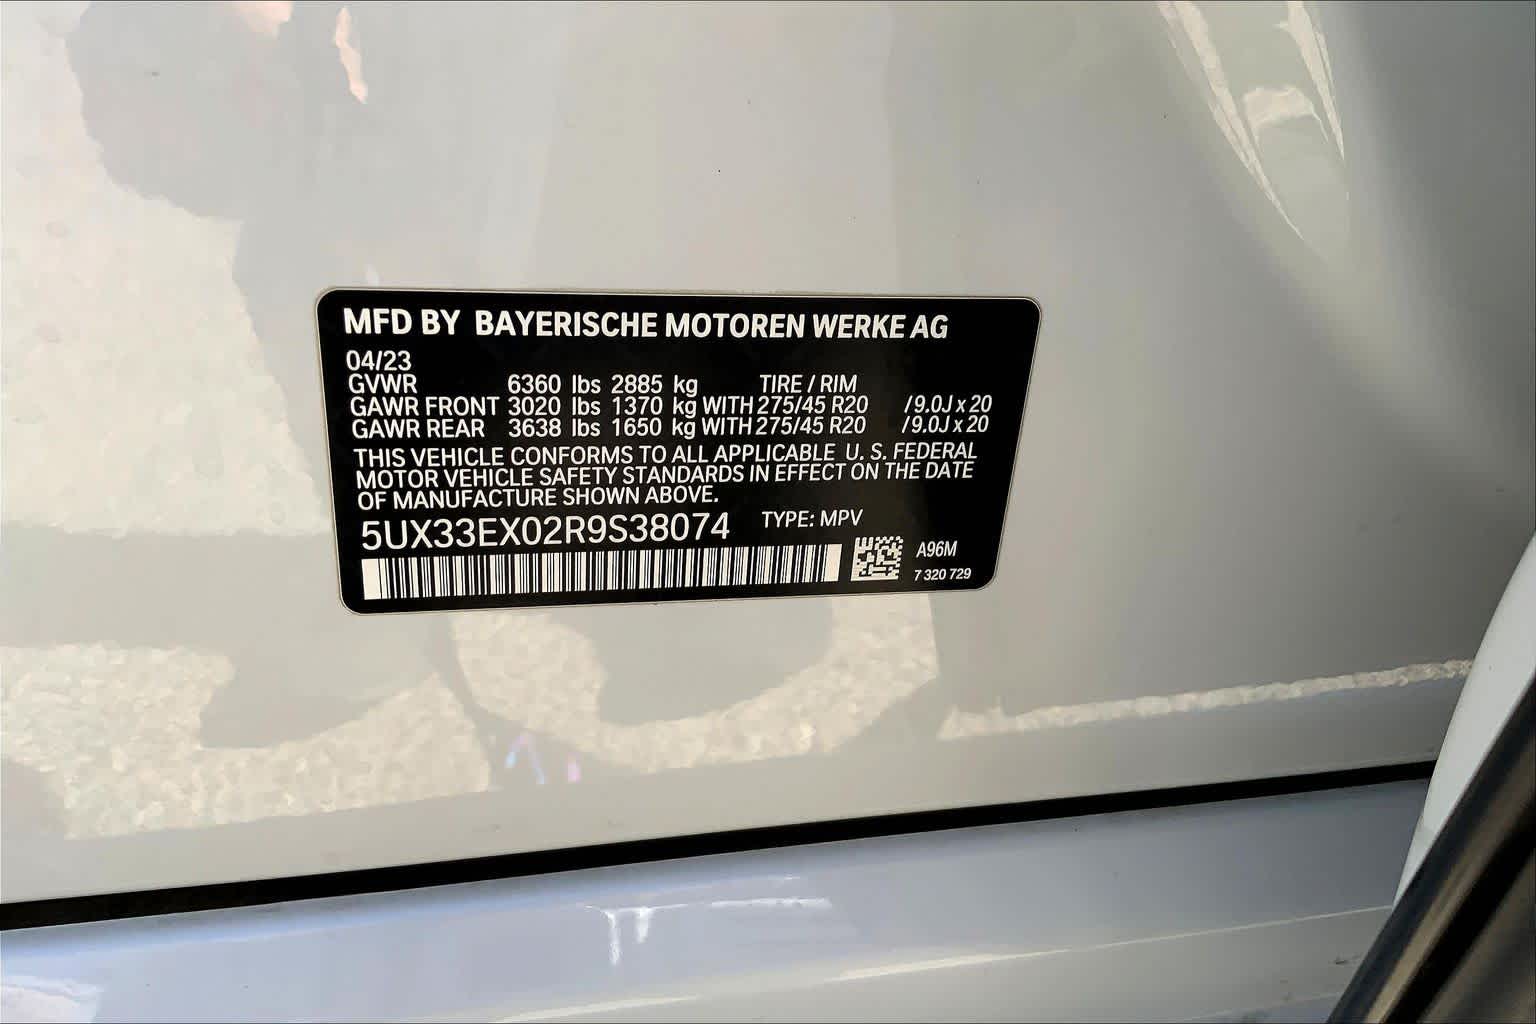 MFD BY BAYERISCHE MOTOREN WERKE AG
04/23
GVWR 6360 lbs 2885 kg TIRE / RIM
GAWR FRONT 3020 lbs 1370 kg WITH 275/45 R20 /9.0J x 20
GAWR REAR 3638 lbs 1650 kg WITH 275/45 R20 /9.0J x 20
THIS VEHICLE CONFORMS TO ALL APPLICABLE U. S. FEDERAL
MOTOR VEHICLE SAFETY STANDARDS IN EFFECT ON THE DATE
OF MANUFACTURE SHOWN ABOVE.
5UX33EX02R9S38074 TYPE: MPV
A96M
7 320 729